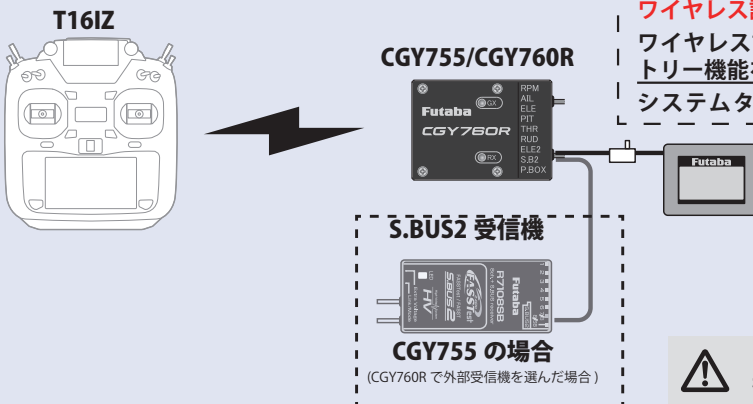 T16IZ
CGY755/CGY760R
Futaba
CGY760R
GX
RX
RPM
AIL
ELE
PIT
THR
RUD
ELE2
S.B2
P.BOX
ワイヤレス
ワイヤレス
トリー機能
システムタ
Futaba
S.BUS2 受信機
Futaba
R7108SB
FASSTest
S.BUS2
HV
LED
CGY755 の場合
(CGY760R で外部受信機を選んだ場合 )